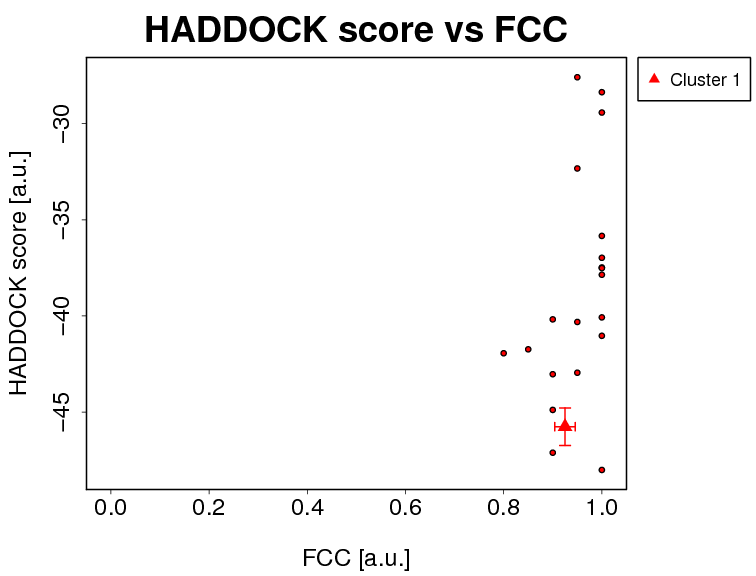 HADDOCK score vs FCC
Cluster 1
HADDOCK score [a.u.]
−30
−35
−40
−45
0.0 0.2 0.4 0.6 0.8 1.0
FCC [a.u.]